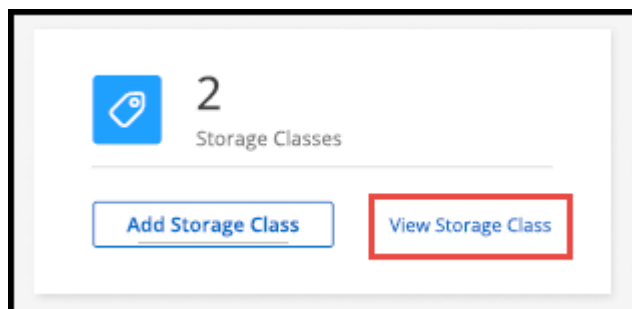 2
Storage Classes
Add Storage Class
View Storage Class